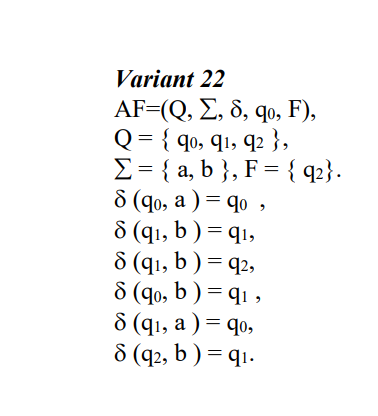 Variant 22
AF=(Q, ∑, δ, q₀, F),
Q = { q₀, q₁, q₂ },
∑ = { a, b }, F = { q₂}.
δ (q₀, a ) = q₀ ,
δ (q₁, b ) = q₁,
δ (q₁, b ) = q₂,
δ (q₀, b ) = q₁ ,
δ (q₁, a ) = q₀,
δ (q₂, b ) = q₁.